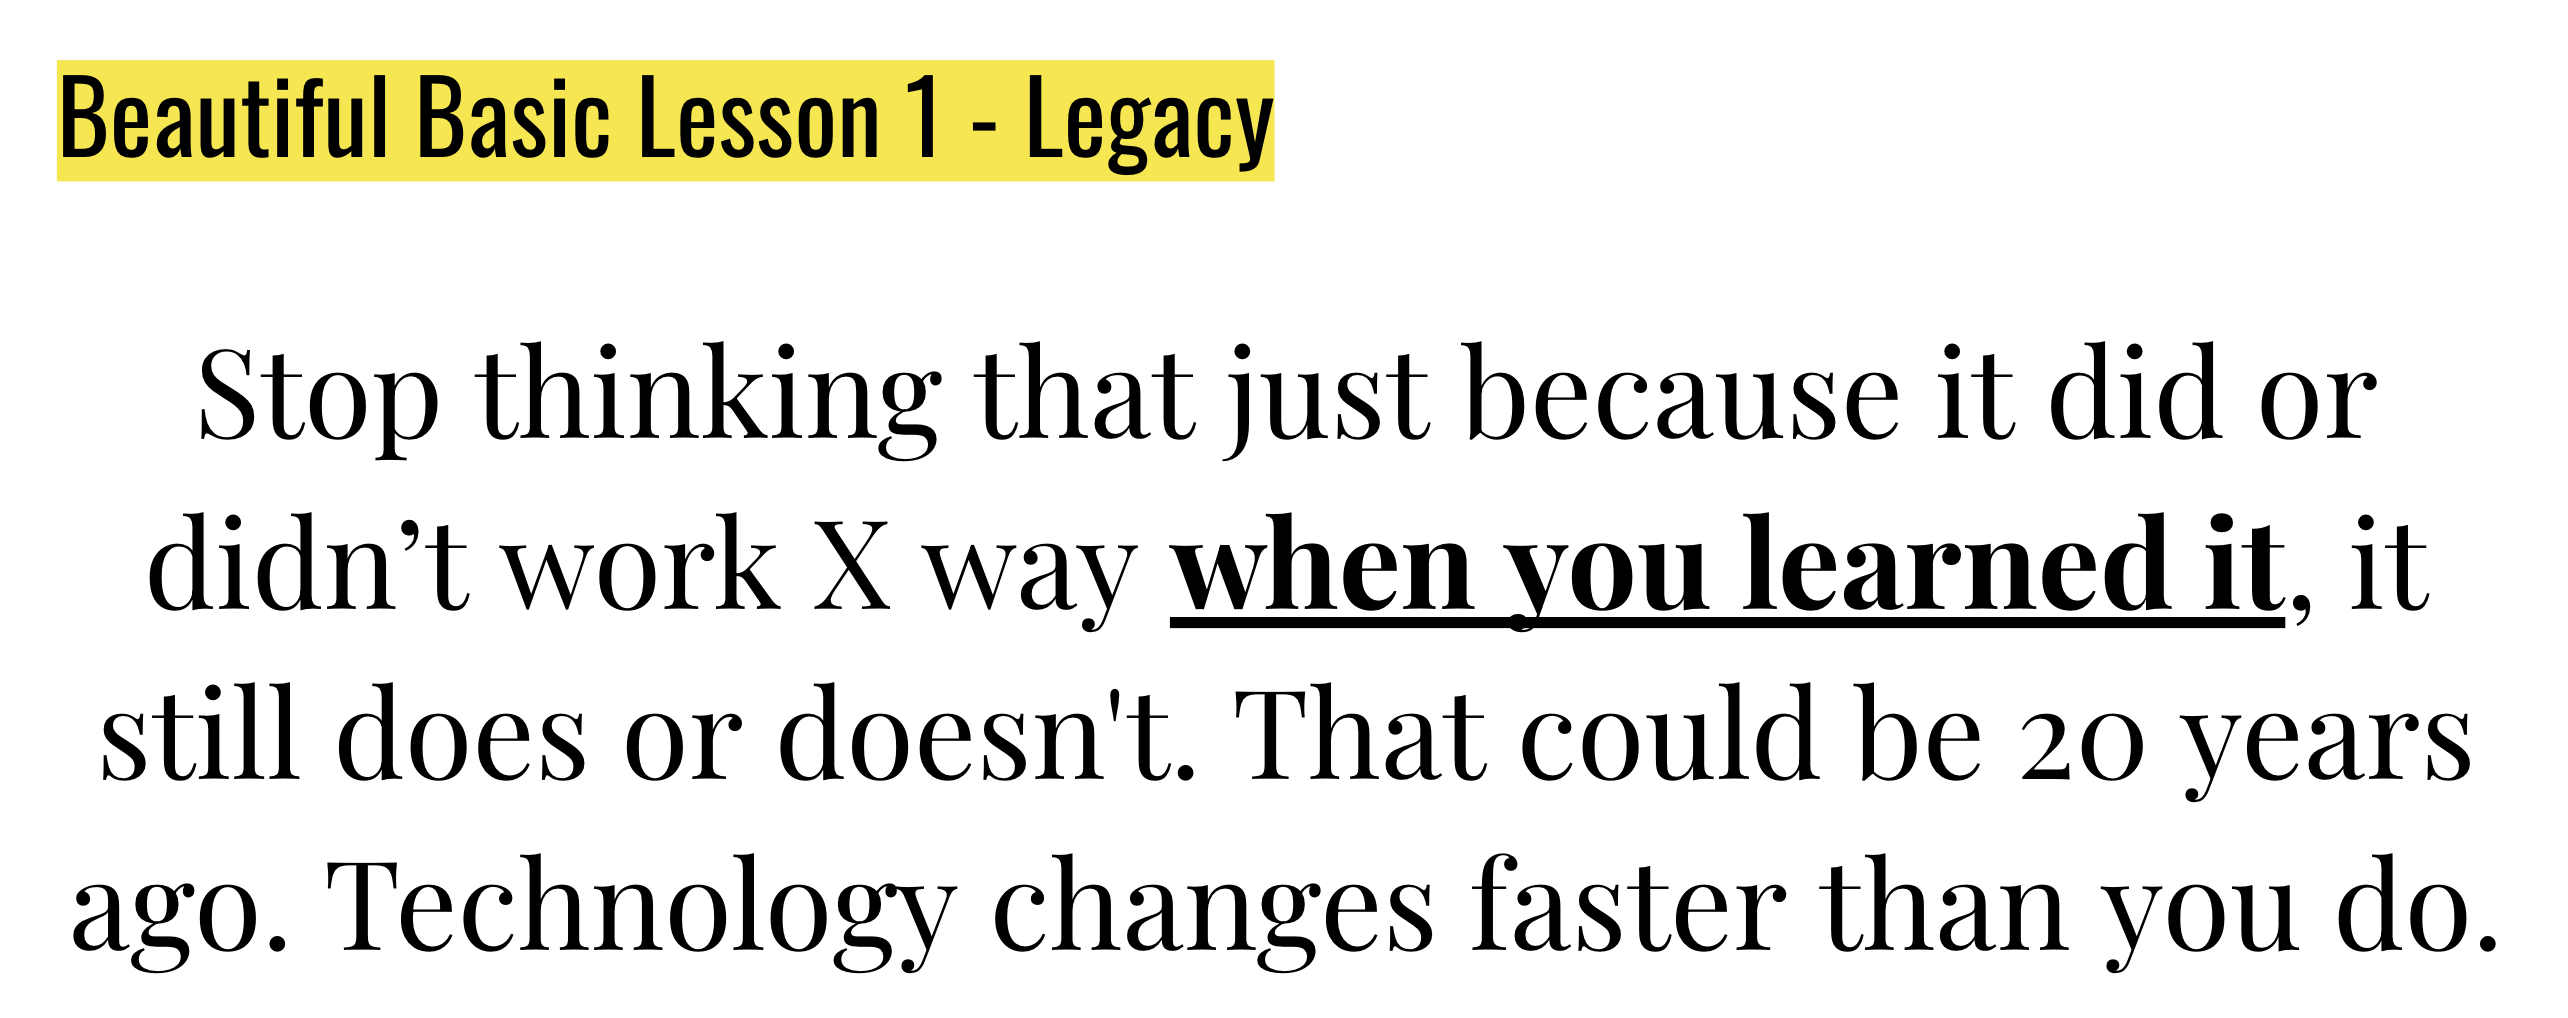 Beautiful Basic Lesson 1 - Legacy
Stop thinking that just because it did or
didn’t work X way when you learned it, it
still does or doesn't. That could be 20 years
ago. Technology changes faster than you do.